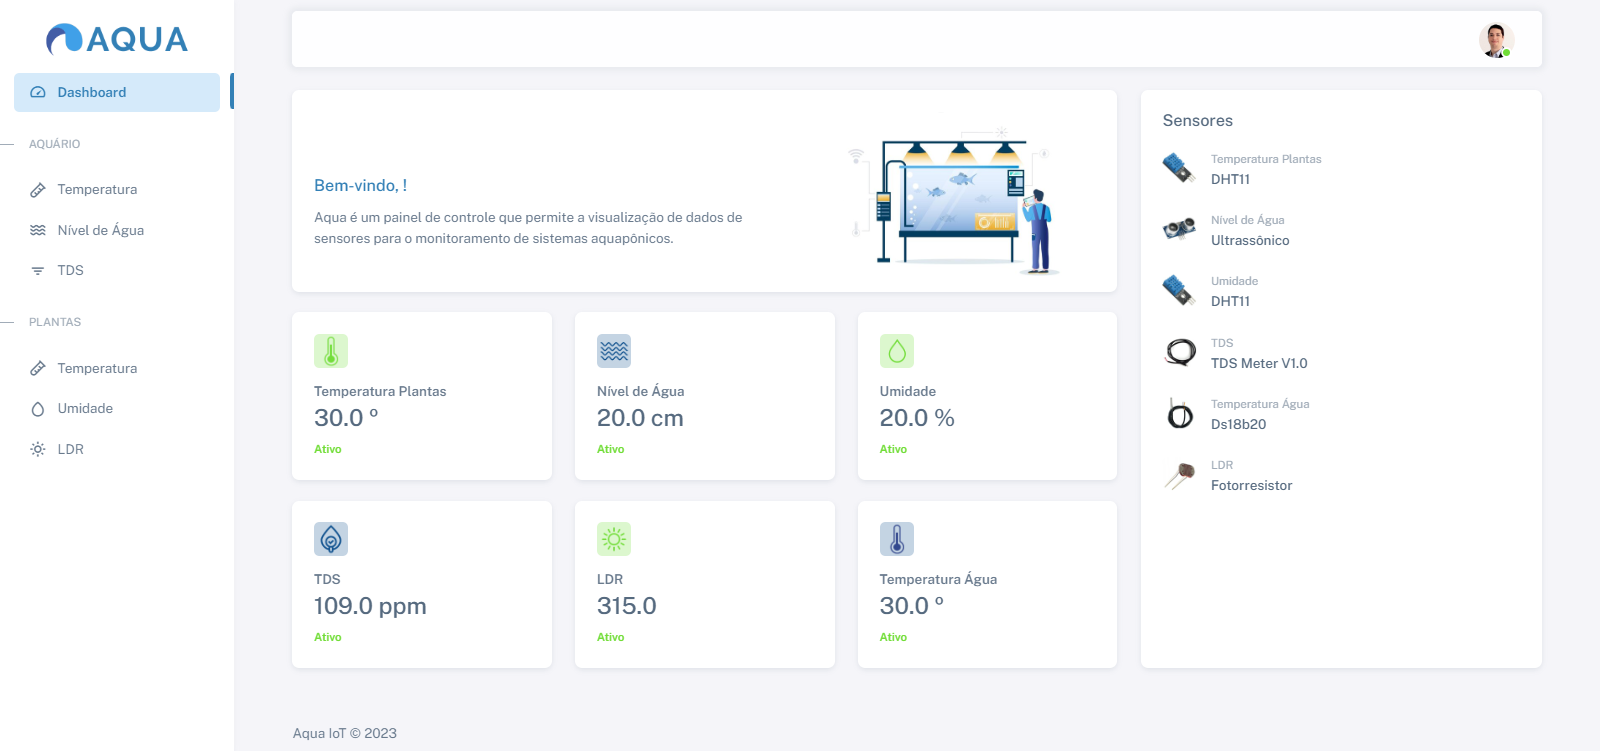 AQUA
Dashboard
AQUÁRIO
Temperatura
Nível de Água
TDS
PLANTAS
Temperatura
Umidade
LDR
Bem-vindo, !
Aqua é um painel de controle que permite a visualização de dados de
sensores para o monitoramento de sistemas aquapônicos.
Temperatura Plantas
30.0 º
Ativo
Nível de Água
20.0 cm
Ativo
Umidade
20.0 %
Ativo
TDS
109.0 ppm
Ativo
LDR
315.0
Ativo
Temperatura Água
30.0 º
Ativo
Sensores
Temperatura Plantas
DHT11
Nível de Água
Ultrassônico
Umidade
DHT11
TDS
TDS Meter V1.0
Temperatura Água
Ds18b20
LDR
Fotorresistor
Aqua IoT © 2023